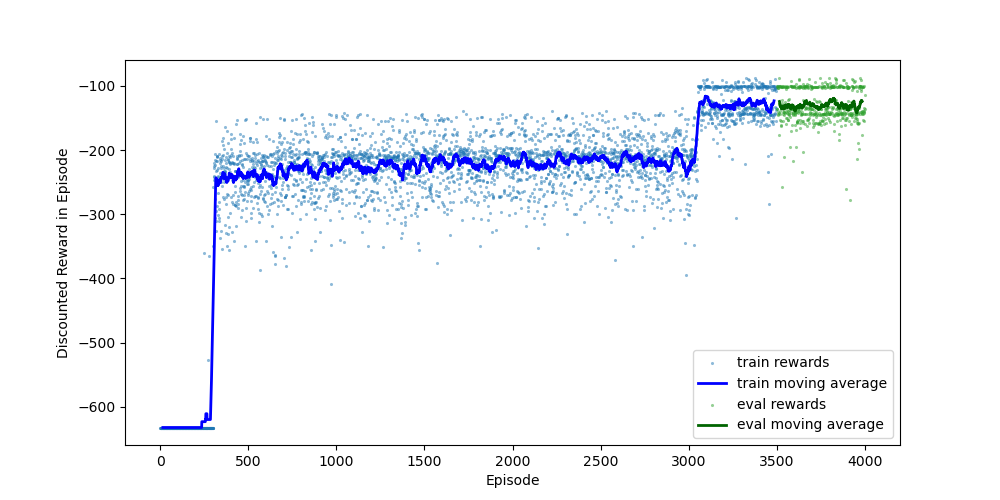 −100
−200
−300
−400
−500
−600
Discounted Reward in Episode
0 500 1000 1500 2000 2500 3000 3500 4000
Episode
train rewards
train moving average
eval rewards
eval moving average